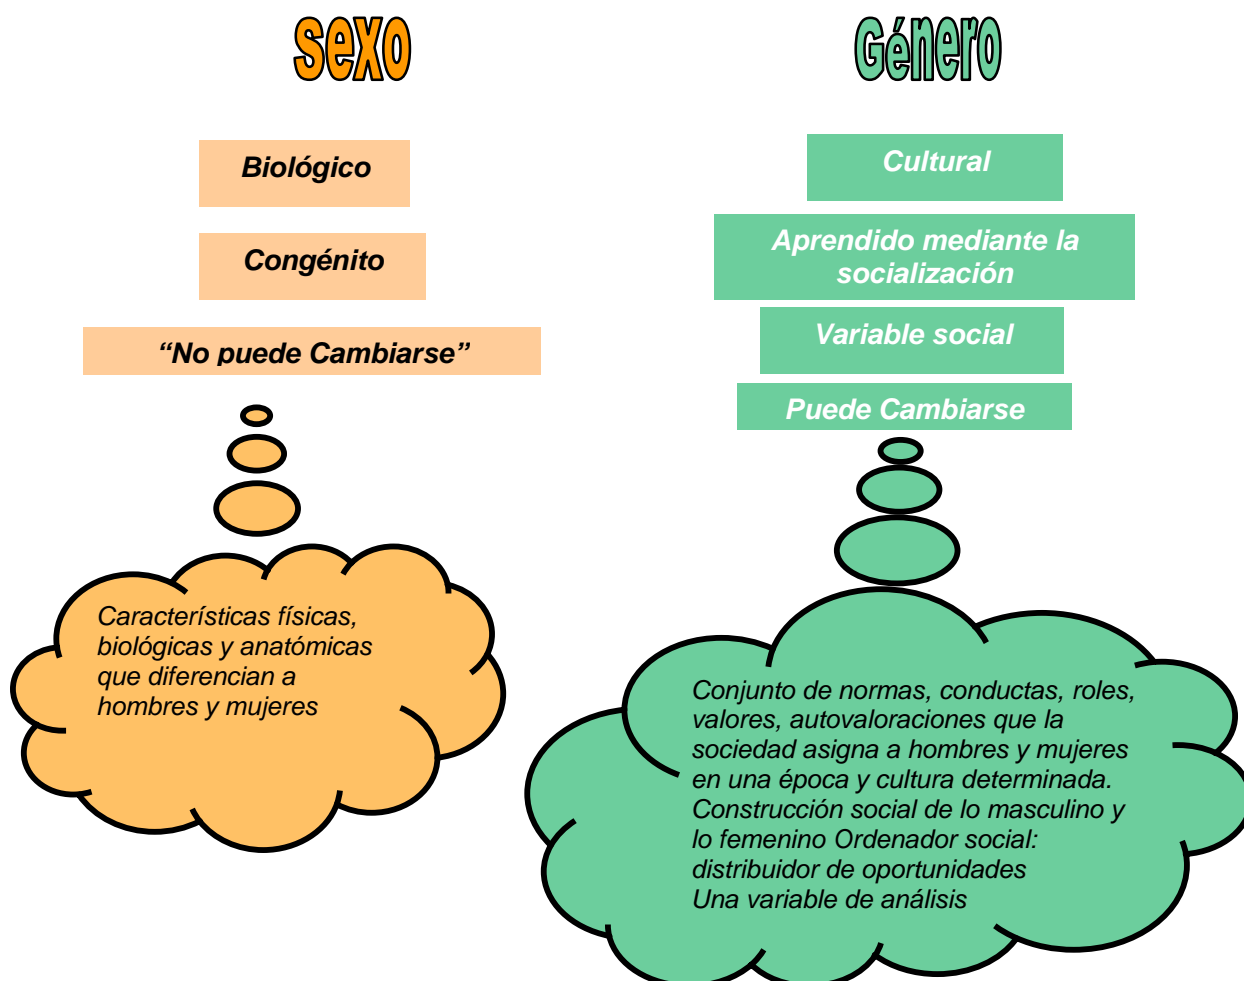 sexo
Género
Biológico
Congénito
“No puede Cambiarse”
Cultural
Aprendido mediante la
socialización
Variable social
Puede Cambiarse
Características físicas,
biológicas y anatómicas
que diferencian a
hombres y mujeres
Conjunto de normas, conductas, roles,
valores, autovaloraciones que la
sociedad asigna a hombres y mujeres
en una época y cultura determinada.
Construcción social de lo masculino y
lo femenino Ordenador social:
distribuidor de oportunidades
Una variable de análisis